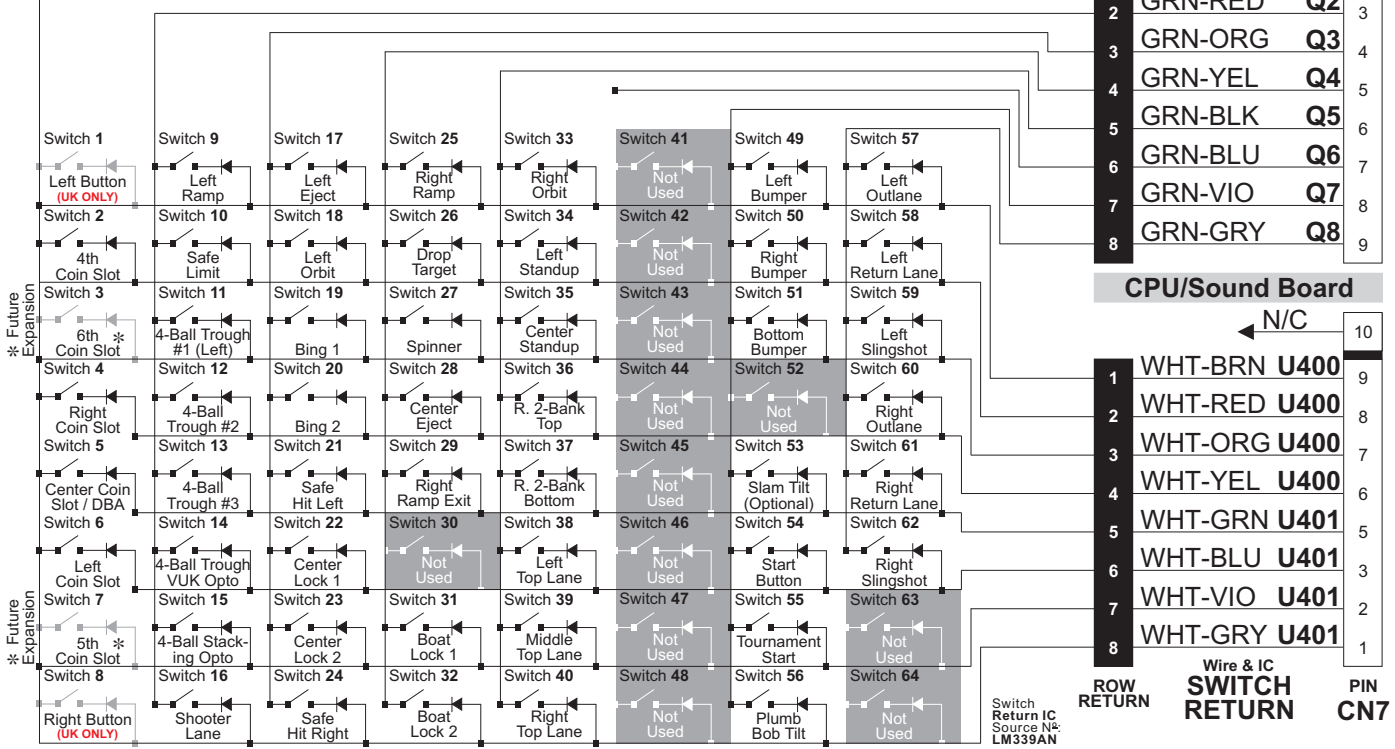 2 GRN-RED Q2 3
3 GRN-ORG Q3 4
4 GRN-YEL Q4 5
5 GRN-BLK Q5 6
6 GRN-BLU Q6 7
7 GRN-VIO Q7 8
8 GRN-GRY Q8 9
CPU/Sound Board
N/C 10
1 WHT-BRN U400 9
2 WHT-RED U400 8
3 WHT-ORG U400 7
4 WHT-YEL U400 6
5 WHT-GRN U401 5
6 WHT-BLU U401 3
7 WHT-VIO U401 2
8 WHT-GRY U401 1
ROW
RETURN
Wire & IC
SWITCH
RETURN
PIN
CN7
Switch
Return IC
Source Nº:
LM339AN
Switch 1
Left Button
(UK ONLY)
Switch 9
Left
Ramp
Switch 17
Left
Eject
Switch 25
Right
Ramp
Switch 33
Right
Orbit
Switch 41
Not
Used
Switch 49
Left
Bumper
Switch 57
Left
Outlane
Switch 2
4th
Coin Slot
Switch 10
Safe
Limit
Switch 18
Left
Orbit
Switch 26
Drop
Target
Switch 34
Left
Standup
Switch 42
Not
Used
Switch 50
Right
Bumper
Switch 58
Left
Return Lane
* Future
Expansion
Switch 3
6th *
Coin Slot
Switch 11
4-Ball Trough
#1 (Left)
Switch 19
Bing 1
Switch 27
Spinner
Switch 35
Center
Standup
Switch 43
Not
Used
Switch 51
Bottom
Bumper
Switch 59
Left
Slingshot
Switch 4
Right
Coin Slot
Switch 12
4-Ball
Trough #2
Switch 20
Bing 2
Switch 28
Center
Eject
Switch 36
R. 2-Bank
Top
Switch 44
Not
Used
Switch 52
Not
Used
Switch 60
Right
Outlane
Switch 5
Center Coin
Slot / DBA
Switch 13
4-Ball
Trough #3
Switch 21
Safe
Hit Left
Switch 29
Right
Ramp Exit
Switch 37
R. 2-Bank
Bottom
Switch 45
Not
Used
Switch 53
Slam Tilt
(Optional)
Switch 61
Right
Return Lane
Switch 6
Left
Coin Slot
Switch 14
4-Ball Trough
VUK Opto
Switch 22
Center
Lock 1
Switch 30
Not
Used
Switch 38
Left
Top Lane
Switch 46
Not
Used
Switch 54
Start
Button
Switch 62
Right
Slingshot
* Future
Expansion
Switch 7
5th *
Coin Slot
Switch 15
4-Ball Stack-
ing Opto
Switch 23
Center
Lock 2
Switch 31
Boat
Lock 1
Switch 39
Middle
Top Lane
Switch 47
Not
Used
Switch 55
Tournament
Start
Switch 63
Not
Used
Switch 8
Right Button
(UK ONLY)
Switch 16
Shooter
Lane
Switch 24
Safe
Hit Right
Switch 32
Boat
Lock 2
Switch 40
Right
Top Lane
Switch 48
Not
Used
Switch 56
Plumb
Bob Tilt
Switch 64
Not
Used